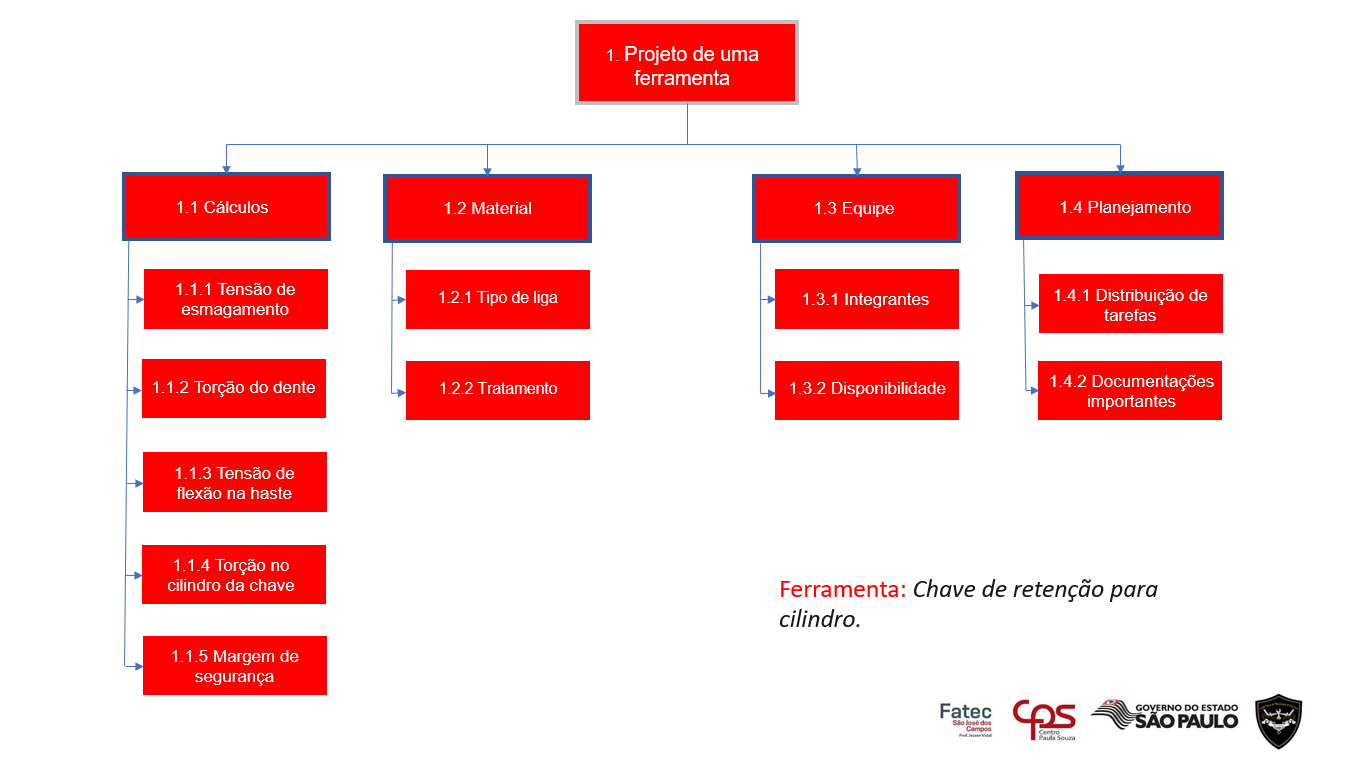 1. Projeto de uma
ferramenta
1.1 Cálculos
1.2 Material
1.3 Equipe
1.4 Planejamento
1.1.1 Tensão de
esmagamento
1.2.1 Tipo de liga
1.3.1 Integrantes
1.4.1 Distribuição de
tarefas
1.1.2 Torção do dente
1.2.2 Tratamento
1.3.2 Disponibilidade
1.4.2 Documentações
importantes
1.1.3 Tensão de
flexão na haste
1.1.4 Torção no
cilindro da chave
1.1.5 Margem de
segurança
Ferramenta: Chave de retenção para
cilindro.
Fatec
São José dos
Campos
Prof. Jessen Vidal
CPS
Centro
Paula Souza
GOVERNO DO ESTADO
SÃO PAULO